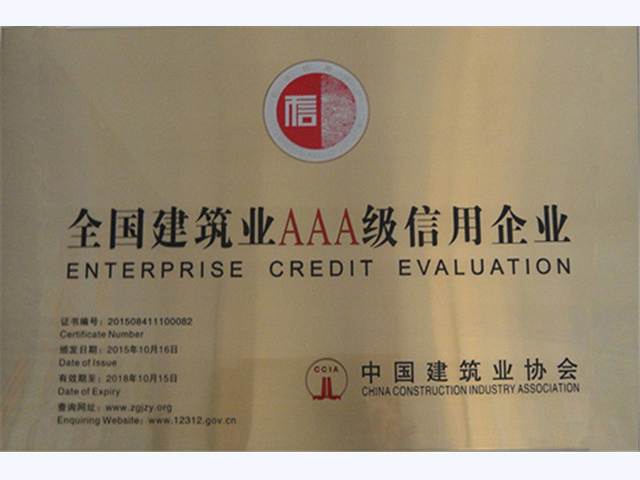 信
全国建筑业AAA级信用企业
ENTERPRISE CREDIT EVALUATION
证书编号：201508411100082
Certificate Number
颁发日期：2015年10月16日
Date of Issue
有效期至：2018年10月15日
Date of Expiry
查询网址：www.zgjzy.org
Enquiring Website：www.12312.gov.cn
CCIA
中国建筑业协会
CHINA CONSTRUCTION INDUSTRY ASSOCIATION